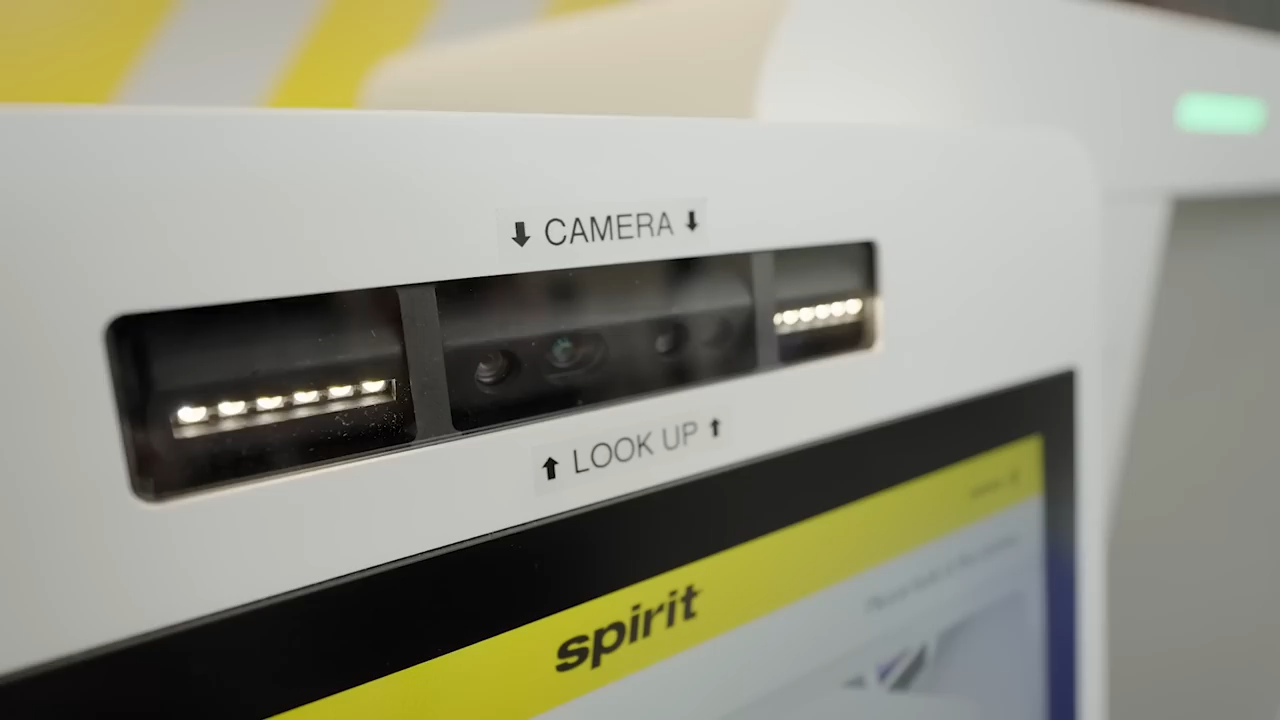 ⬇ CAMERA ⬇
⬆ LOOK UP ⬆
spirit